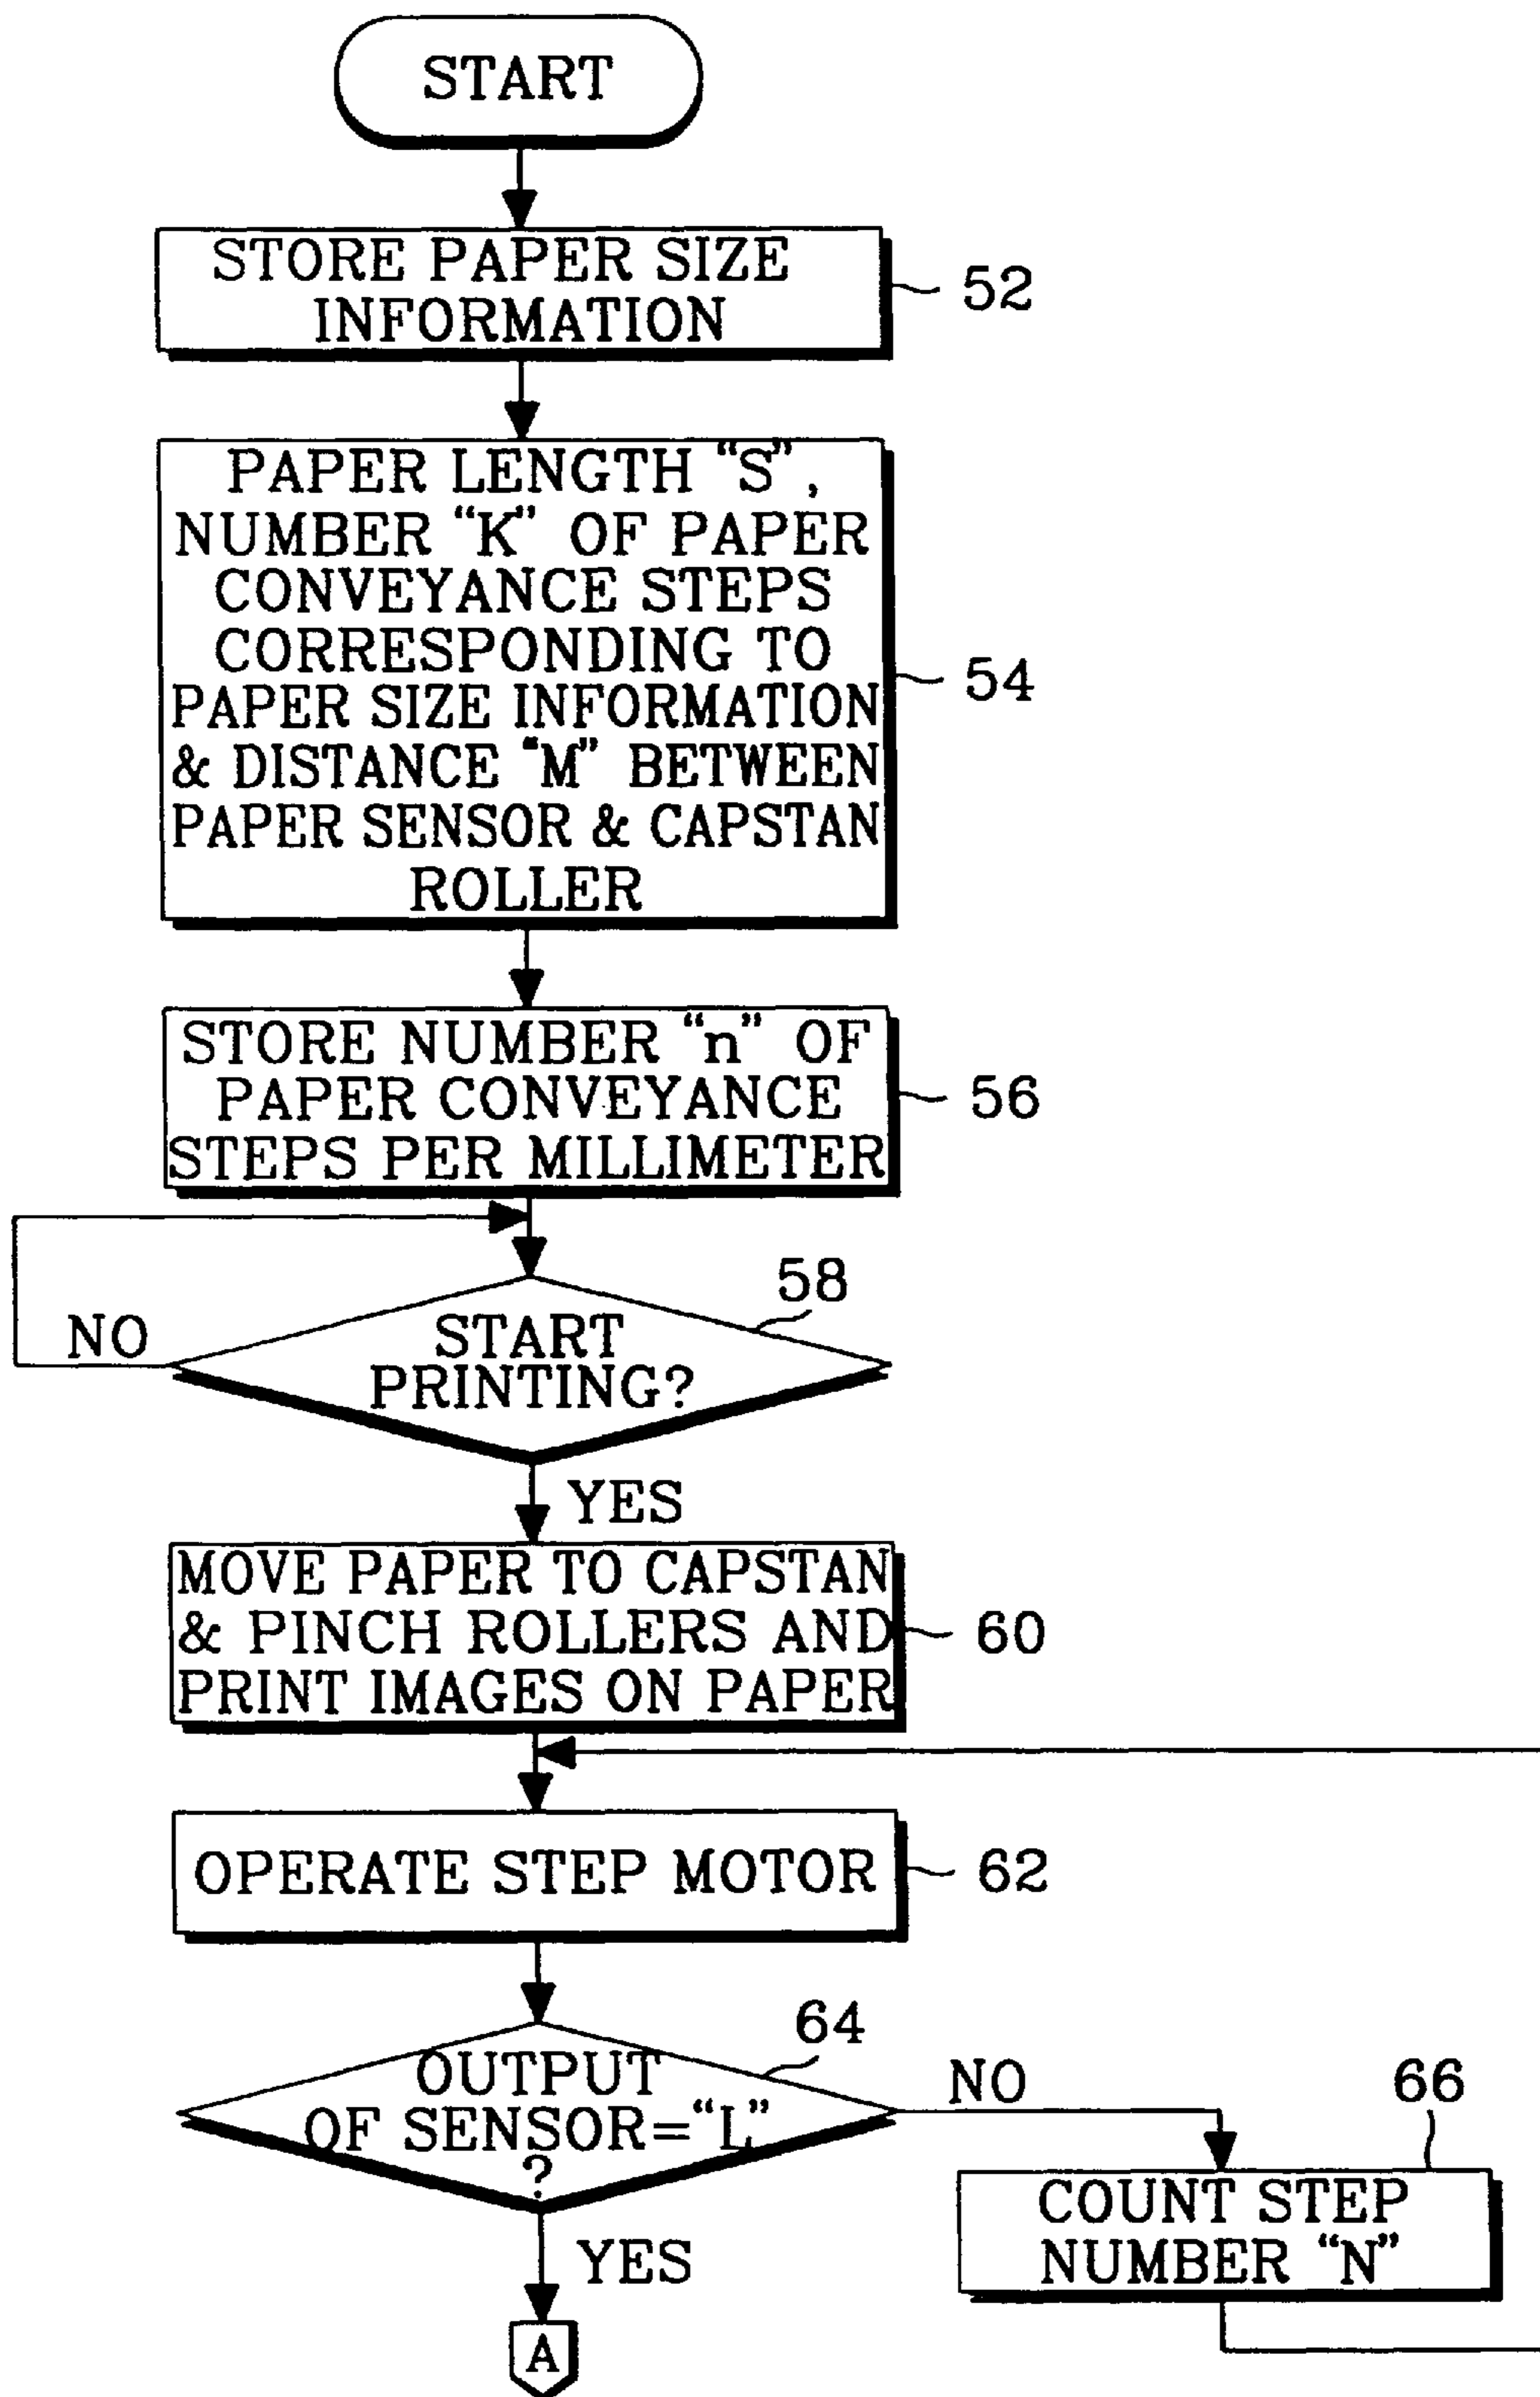 START
STORE PAPER SIZE
INFORMATION
52
PAPER LENGTH “S”,
NUMBER “K” OF PAPER
CONVEYANCE STEPS
CORRESPONDING TO
PAPER SIZE INFORMATION
& DISTANCE “M” BETWEEN
PAPER SENSOR & CAPSTAN
ROLLER
54
STORE NUMBER “n” OF
PAPER CONVEYANCE
STEPS PER MILLIMETER
56
58
START
PRINTING?
NO
YES
MOVE PAPER TO CAPSTAN
& PINCH ROLLERS AND
PRINT IMAGES ON PAPER
60
OPERATE STEP MOTOR
62
64
OUTPUT
OF SENSOR=“L”
?
NO
66
COUNT STEP
NUMBER “N”
YES
A